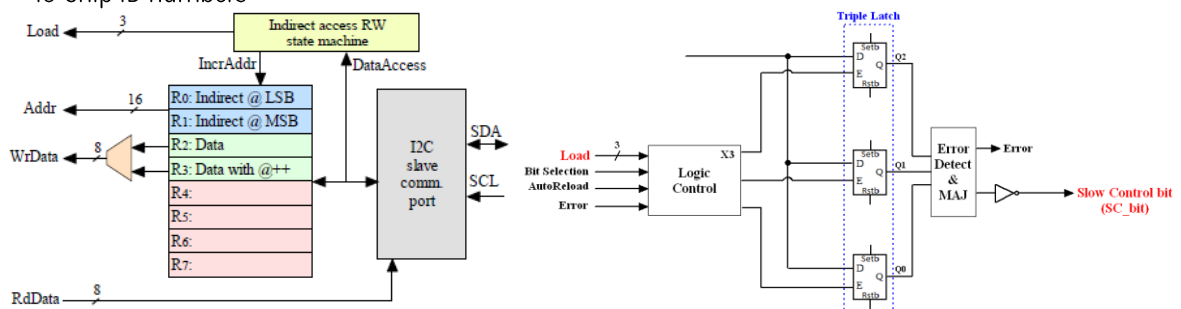 Load
3
Indirect access RW
state machine
IncrAddr
DataAccess
Addr
16
R0: Indirect @ LSB
R1: Indirect @ MSB
WrData
8
R2: Data
R3: Data with @++
R4:
R5:
R6:
R7:
RdData
8
I2C
slave
comm.
port
SDA
SCL
Triple Latch
Setb
D
Q
E
Rstb
Q2
Load
3
Bit Selection
AutoReload
Error
X3
Logic
Control
Setb
D
Q
E
Rstb
Q1
Setb
D
Q
E
Rstb
Q0
Error
Detect
&
MAJ
Error
Slow Control bit
(SC_bit)